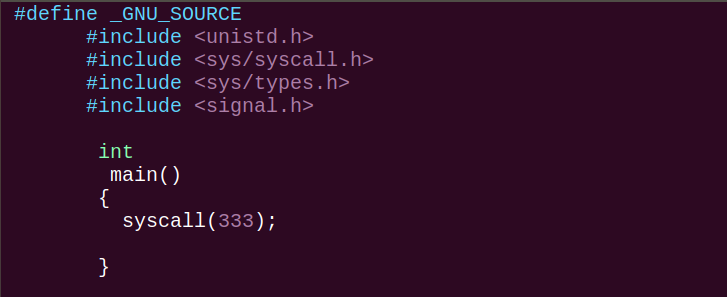 #define _GNU_SOURCE
#include <unistd.h>
#include <sys/syscall.h>
#include <sys/types.h>
#include <signal.h>
int
main()
{
syscall(333);
}